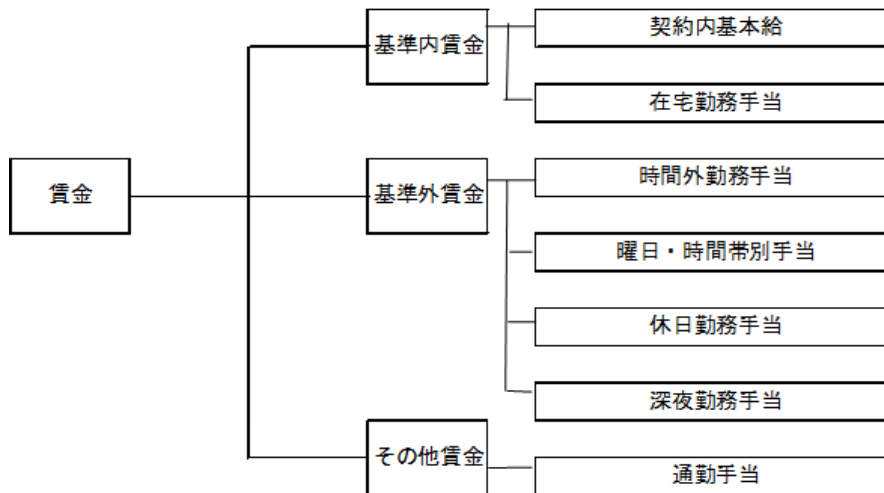 賃金
基準内賃金
契約内基本給
在宅勤務手当
基準外賃金
時間外勤務手当
曜日・時間帯別手当
休日勤務手当
深夜勤務手当
その他賃金
通勤手当